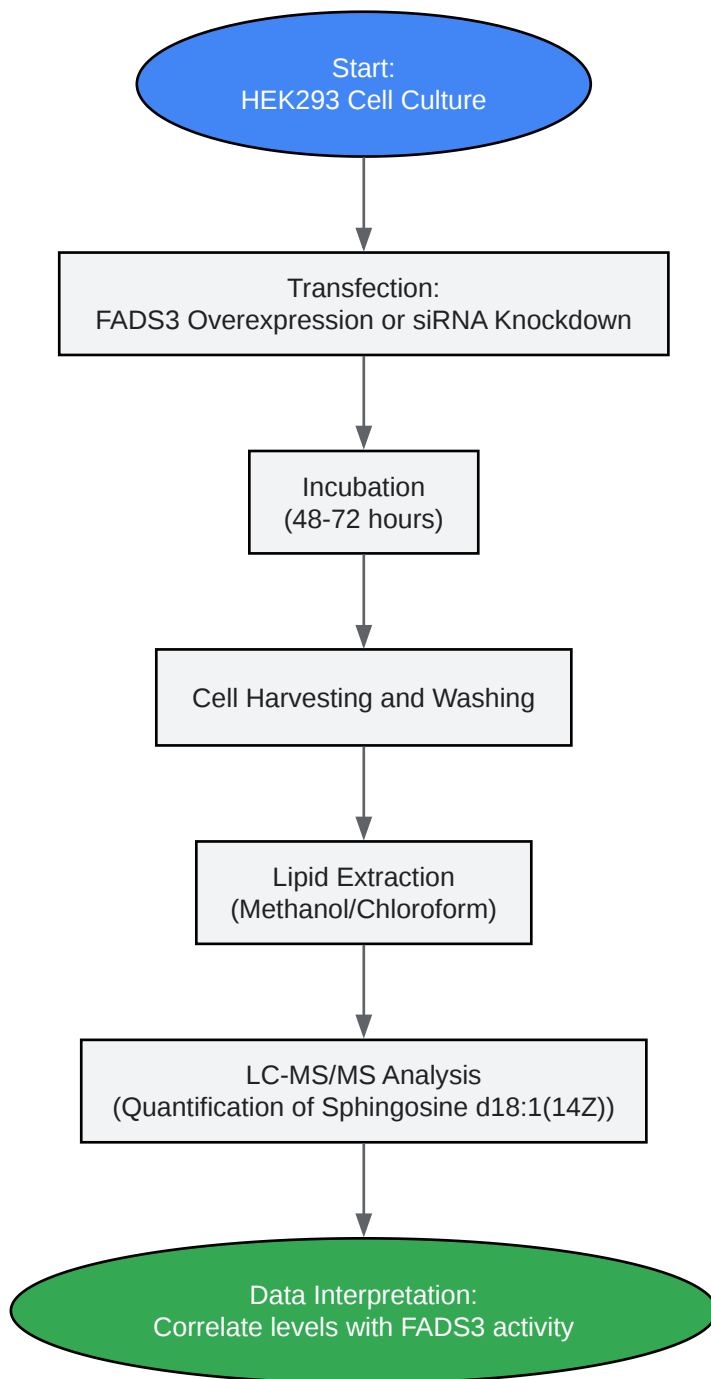 Start:
HEK293 Cell Culture
Transfection:
FADS3 Overexpression or siRNA Knockdown
Incubation
(48-72 hours)
Cell Harvesting and Washing
Lipid Extraction
(Methanol/Chloroform)
LC-MS/MS Analysis
(Quantification of Sphingosine d18:1(14Z))
Data Interpretation:
Correlate levels with FADS3 activity